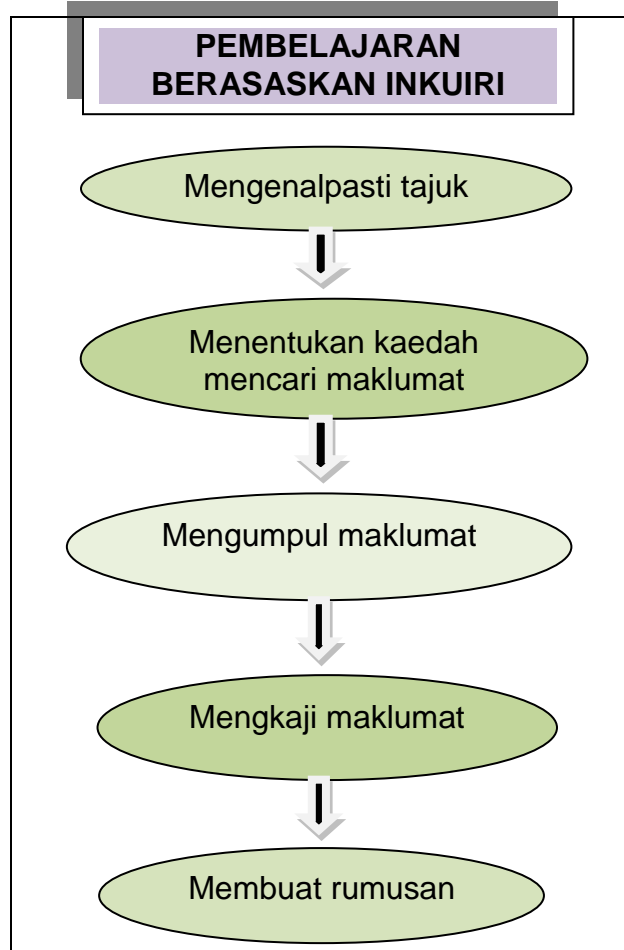 PEMBELAJARAN
BERASASKAN INKUIRI
Mengenalpasti tajuk
Menentukan kaedah
mencari maklumat
Mengumpul maklumat
Mengkaji maklumat
Membuat rumusan